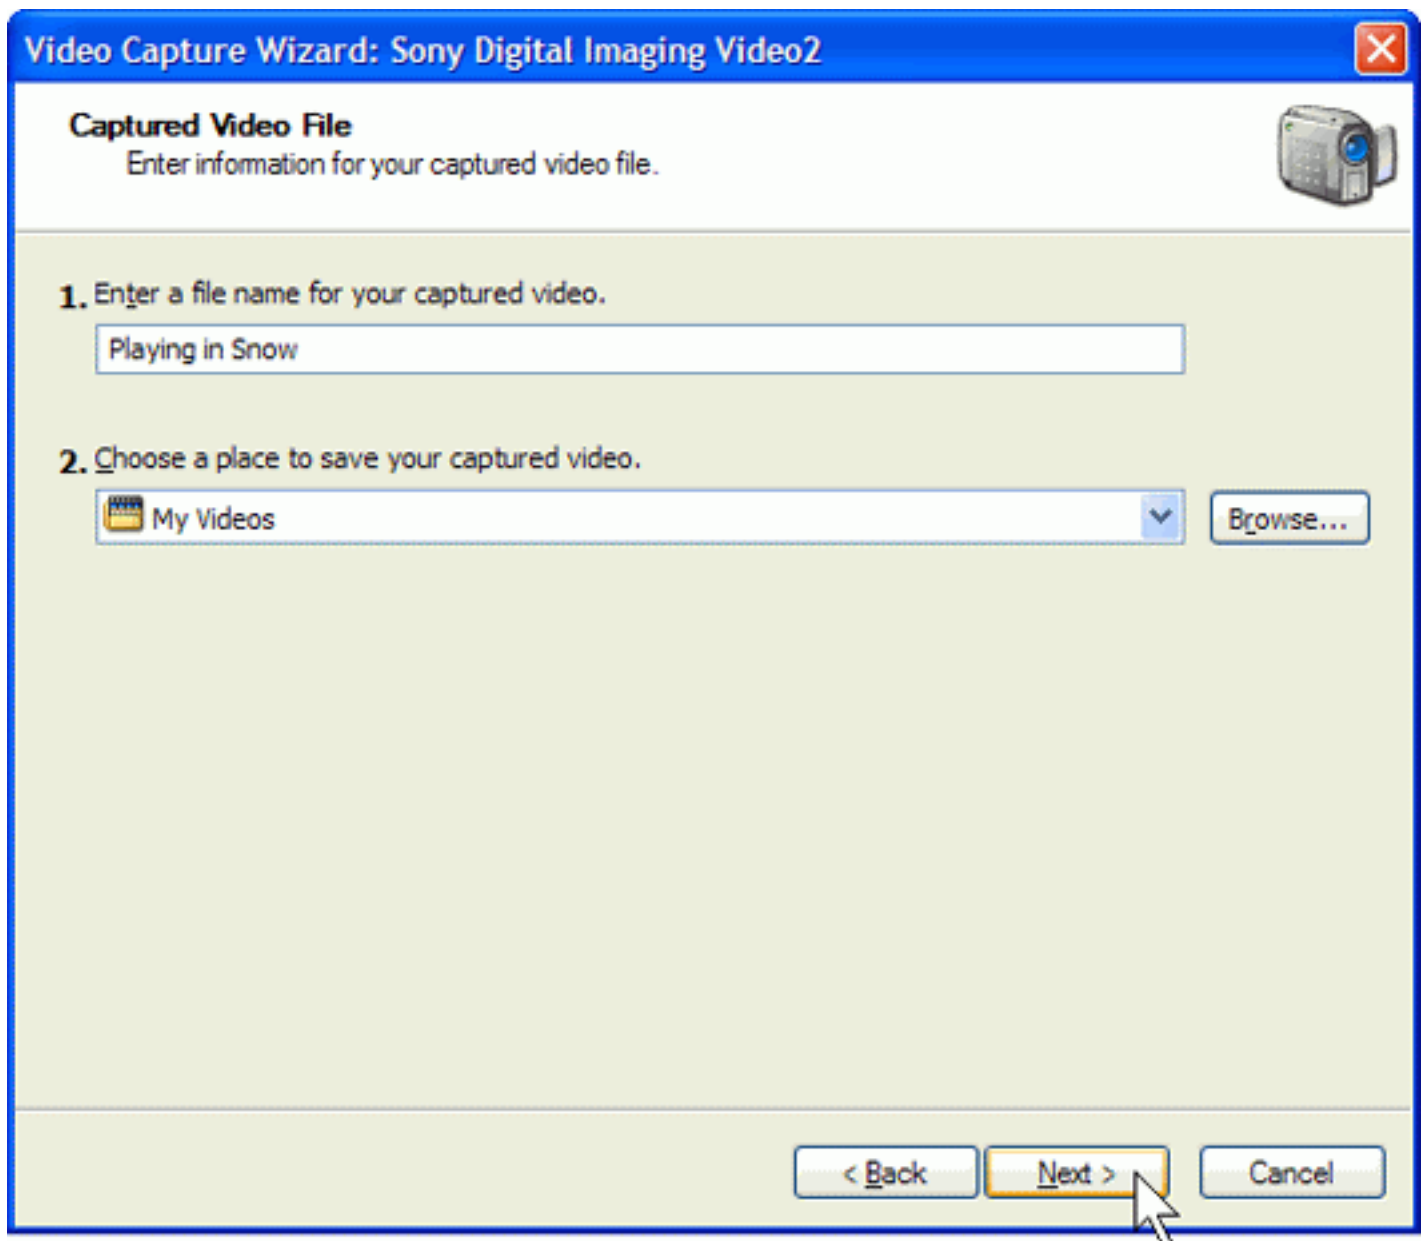 Video Capture Wizard: Sony Digital Imaging Video2
Captured Video File
Enter information for your captured video file.
1. Enter a file name for your captured video.
Playing in Snow
2. Choose a place to save your captured video.
My Videos
Browse...
< Back
Next >
Cancel